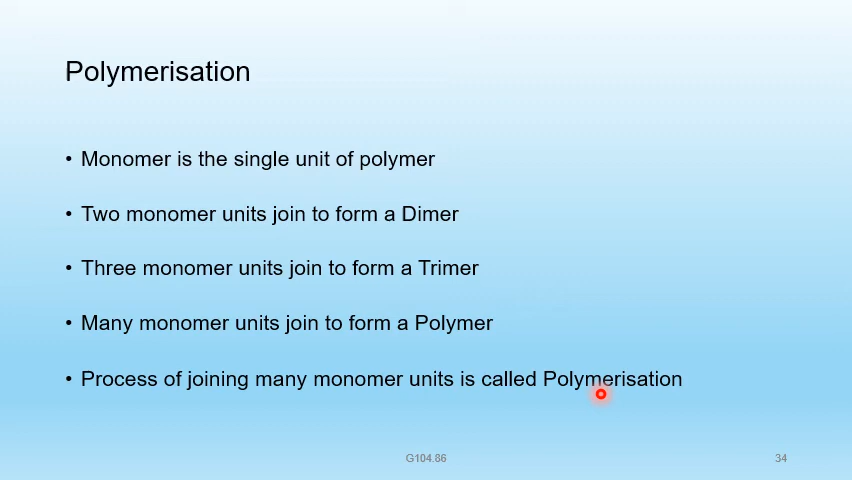 Polymerisation
• Monomer is the single unit of polymer
• Two monomer units join to form a Dimer
• Three monomer units join to form a Trimer
• Many monomer units join to form a Polymer
• Process of joining many monomer units is called Polymerisation
G104.86 34